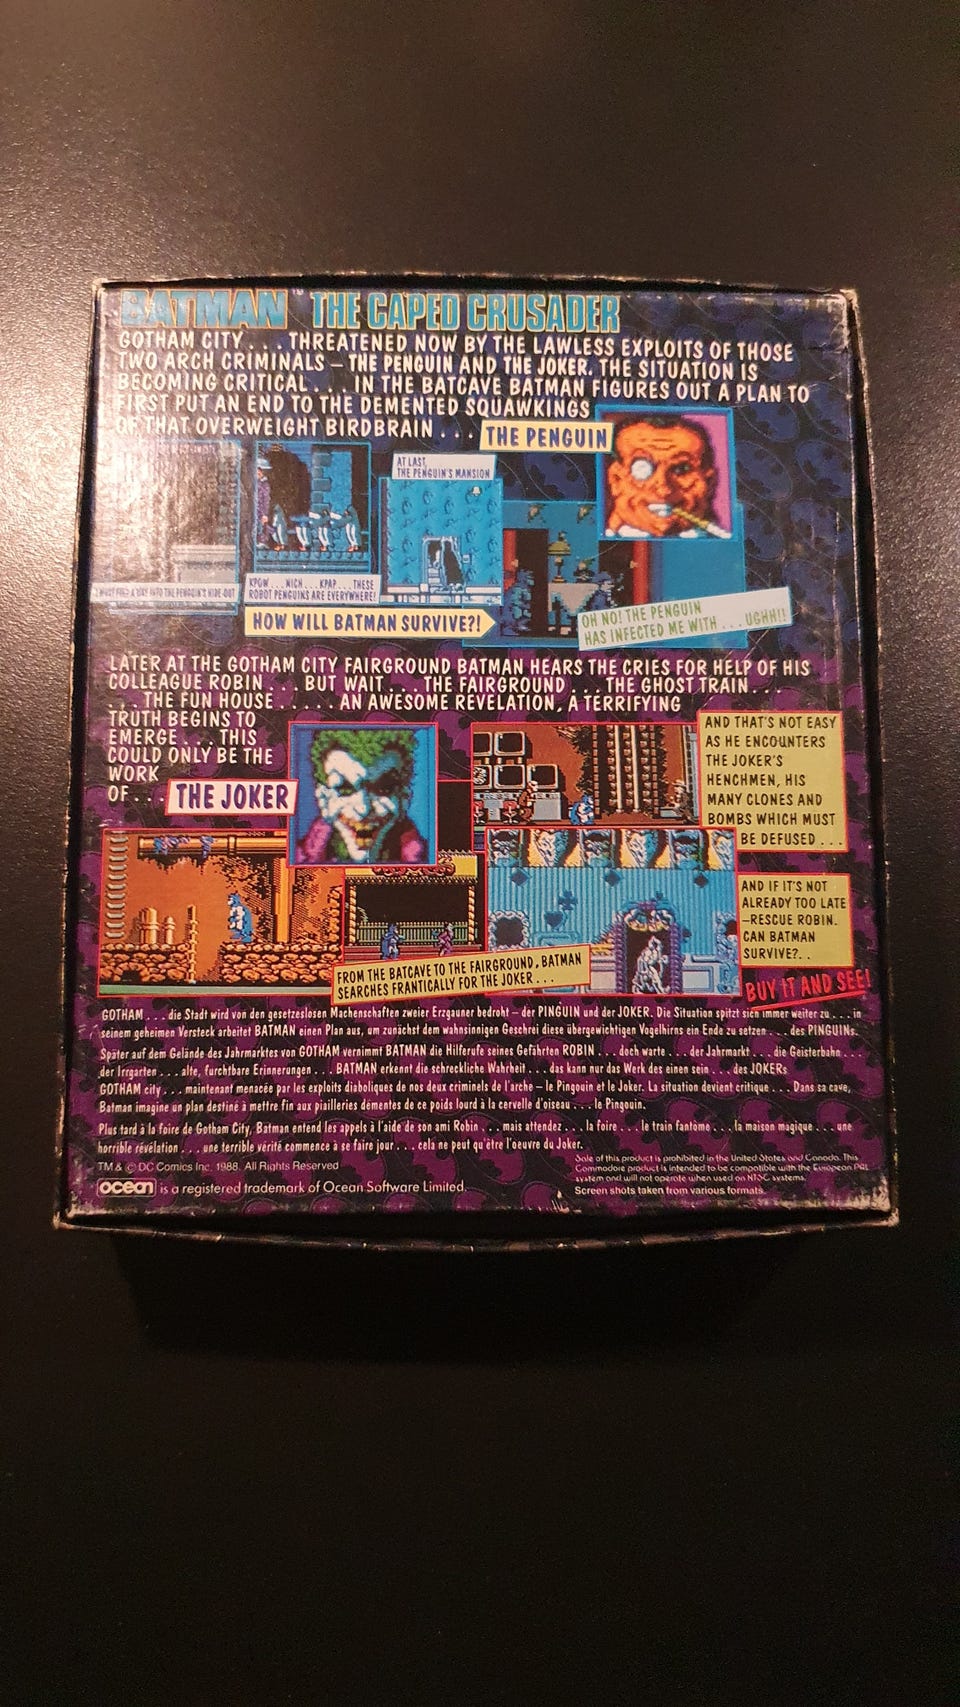 BATMAN™ THE CAPED CRUSADER
GOTHAM CITY . . . THREATENED NOW BY THE LAWLESS EXPLOITS OF THOSE
TWO ARCH CRIMINALS – THE PENGUIN AND THE JOKER. THE SITUATION IS
BECOMING CRITICAL . . . IN THE BATCAVE BATMAN FIGURES OUT A PLAN TO
FIRST PUT AN END TO THE DEMENTED SQUAWKINGS
OF THAT OVERWEIGHT BIRDBRAIN . . . THE PENGUIN
AT LAST,
THE PENGUIN'S MANSION
I MUST FIND A WAY INTO THE PENGUIN'S HIDE-OUT
KPOW . . . NICH . . . KPAP . . . THESE
ROBOT PENGUINS ARE EVERYWHERE!
HOW WILL BATMAN SURVIVE?!
OH NO! THE PENGUIN
HAS INFECTED ME WITH . . . UGHH!!
LATER AT THE GOTHAM CITY FAIRGROUND BATMAN HEARS THE CRIES FOR HELP OF HIS
COLLEAGUE ROBIN . . . BUT WAIT . . . THE FAIRGROUND . . . THE GHOST TRAIN . . .
. . . THE FUN HOUSE . . . . . AN AWESOME REVELATION, A TERRIFYING
TRUTH BEGINS TO
EMERGE . . . THIS
COULD ONLY BE THE
WORK
OF . . . THE JOKER
AND THAT'S NOT EASY
AS HE ENCOUNTERS
THE JOKER'S
HENCHMEN, HIS
MANY CLONES AND
BOMBS WHICH MUST
BE DEFUSED . . .
AND IF IT'S NOT
ALREADY TOO LATE
–RESCUE ROBIN.
CAN BATMAN
SURVIVE?. .
FROM THE BATCAVE TO THE FAIRGROUND, BATMAN
SEARCHES FRANTICALLY FOR THE JOKER . . .
BUY IT AND SEE!
GOTHAM . . . die Stadt wird von den gesetzeslosen Machenschaften zweier Erzgauner bedroht – der PINGUIN und der JOKER. Die Situation spitzt sich immer weiter zu . . . in
seinem geheimen Versteck arbeitet BATMAN einen Plan aus, um zunächst dem wahnsinnigen Geschrei diese übergewichtigen Vogelhirns ein Ende zu setzen . . . des PINGUINs.
Später auf dem Gelände des Jahrmarktes von GOTHAM vernimmt BATMAN die Hilferufe seines Gefährten ROBIN . . . doch warte . . . der Jahrmarkt . . . die Geisterbahn . . .
der Irrgarten . . . alte, furchtbare Erinnerungen . . . BATMAN erkennt die schreckliche Wahrheit . . . das kann nur das Werk des einen sein . . . des JOKERs
GOTHAM city . . . maintenant menacée par les exploits diaboliques de nos deux criminels de l'arche – le Pingouin et le Joker. La situation devient critique . . . Dans sa cave,
Batman imagine un plan destiné à mettre fin aux piailleries démentes de ce poids lourd à la cervelle d'oiseau . . . le Pingouin.
Plus tard à la foire de Gotham City, Batman entend les appels à l'aide de son ami Robin . . . mais attendez . . . la foire . . . le train fantome . . . la maison magique . . . une
horrible révelation . . . une terrible vérité commence à se faire jour . . . cela ne peut qu'être l'oeuvre du Joker.
TM & © DC Comics Inc. 1988. All Rights Reserved
ocean is a registered trademark of Ocean Software Limited.
Sale of this product is prohibited in the United States and Canada. This
Commodore product is intended to be compatible with the European PAL
system and will not operate when used on NTSC systems.
Screen shots taken from various formats.